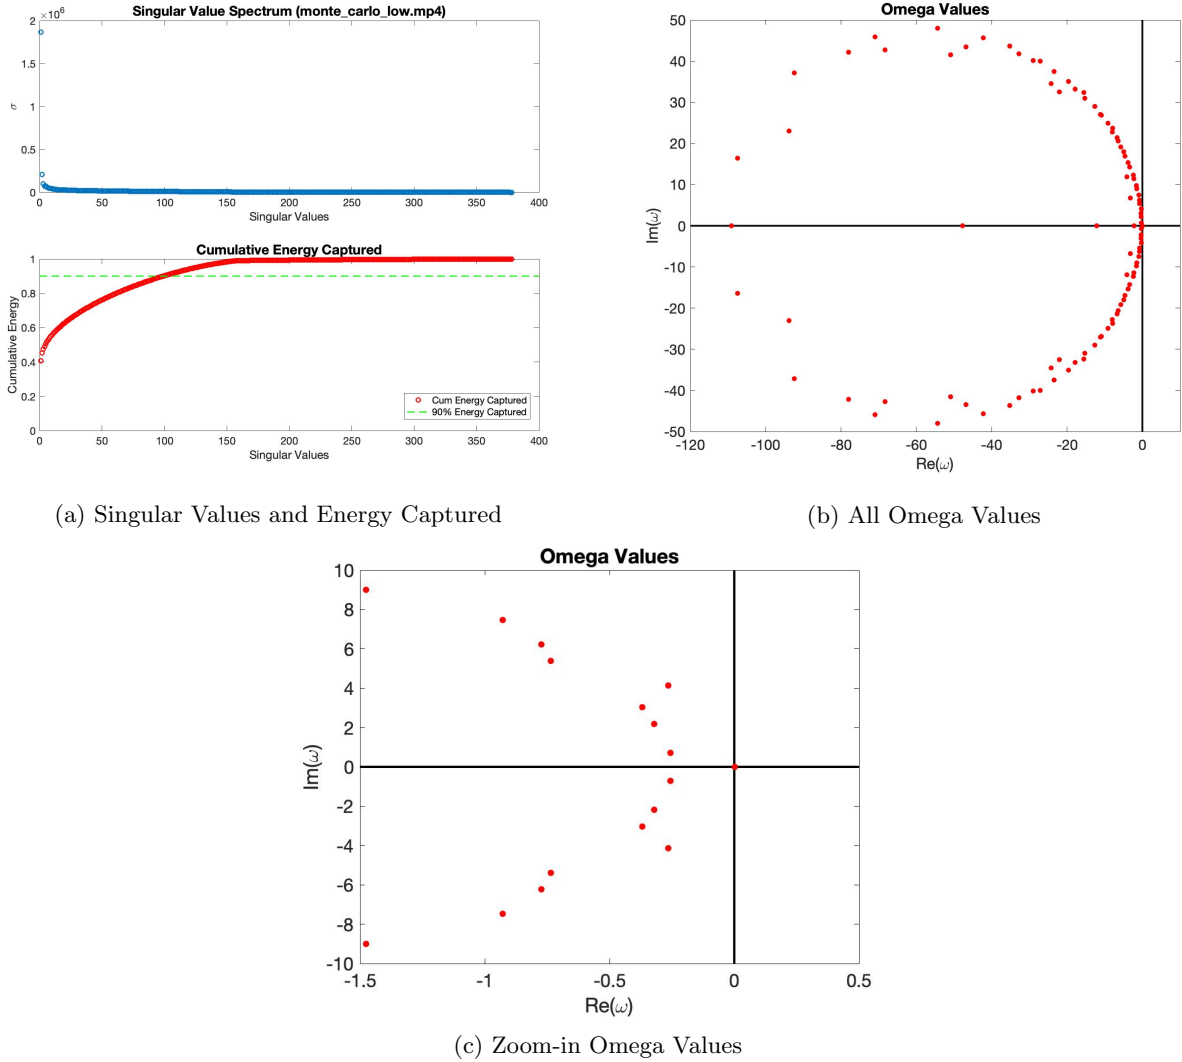 Singular Value Spectrum (monte_carlo_low.mp4)
×10⁶
2
1.5
1
0.5
0
σ
0 50 100 150 200 250 300 350 400
Singular Values
Cumulative Energy Captured
1
0.8
0.6
0.4
0.2
0
Cumulative Energy
Cum Energy Captured
90% Energy Captured
0 50 100 150 200 250 300 350 400
Singular Values
(a) Singular Values and Energy Captured
Omega Values
50
40
30
20
10
0
-10
-20
-30
-40
-50
Im(ω)
-120 -100 -80 -60 -40 -20 0
Re(ω)
(b) All Omega Values
Omega Values
10
8
6
4
2
0
-2
-4
-6
-8
-10
Im(ω)
-1.5 -1 -0.5 0 0.5
Re(ω)
(c) Zoom-in Omega Values